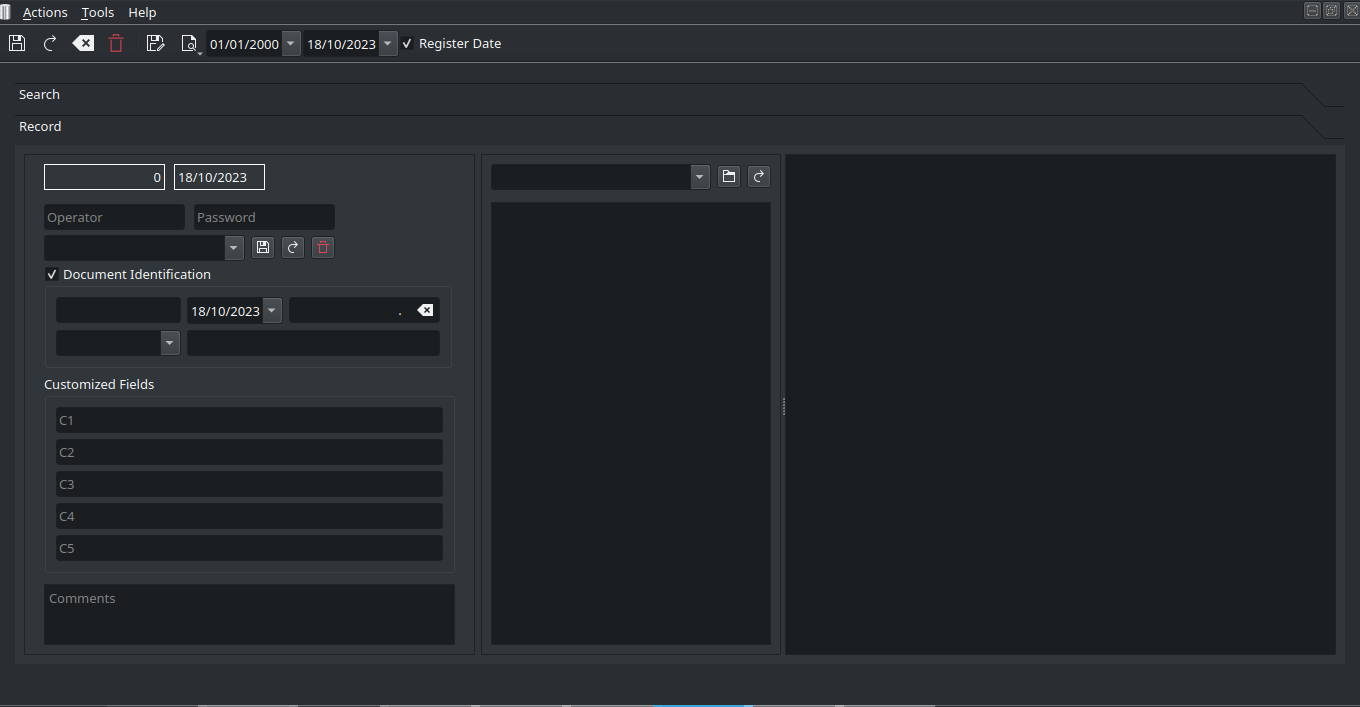 Actions Tools Help
01/01/2000 18/10/2023 Register Date
Search
Record
0 18/10/2023
Operator Password
Document Identification
18/10/2023 .
Customized Fields
C1
C2
C3
C4
C5
Comments